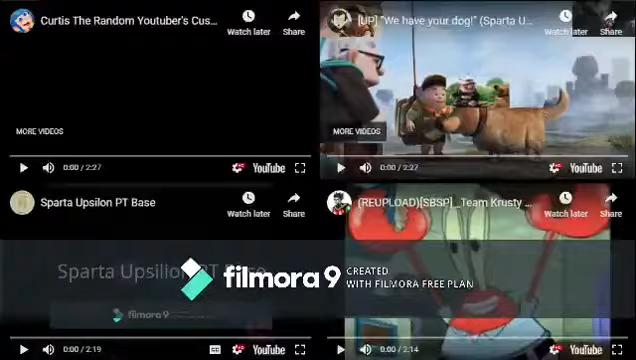 Curtis The Random Youtuber's Cus...
Watch later
Share
[UP] "We have your dog!" (Sparta U...
Watch later
Share
MORE VIDEOS
MORE VIDEOS
0:00 / 2:27
YouTube
0:00 / 2:27
YouTube
Sparta Upsilon PT Base
Watch later
Share
(REUPLOAD)[SBSP] _Team Krusty ...
Watch later
Share
Sparta Upsilon PT Base
filmora9
CREATED
WITH FILMORA FREE PLAN
filmora9
0:00 / 2:19
CC
YouTube
0:00 / 2:14
YouTube